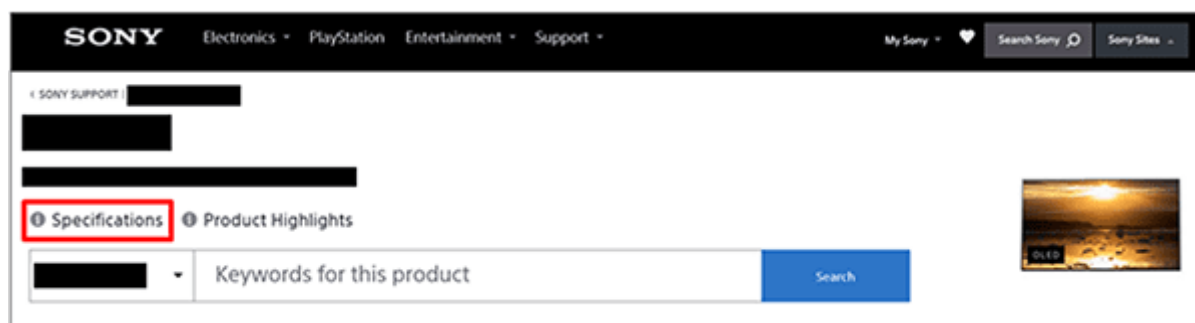 SONY Electronics PlayStation Entertainment Support My Sony Search Sony Sony Sites
< SONY SUPPORT |
Specifications Product Highlights
OLED
Keywords for this product Search